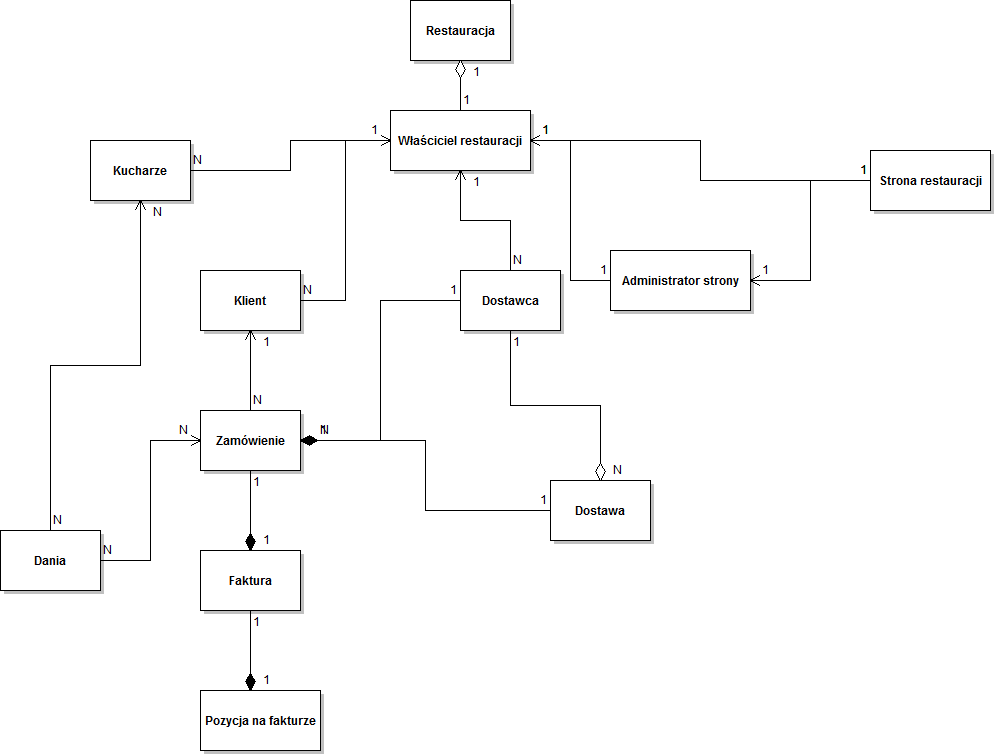 Restauracja
1
1
Właściciel restauracji
1
1
1
Kucharze
N
N
Strona restauracji
1
Administrator strony
1
1
Klient
N
1
Dostawca
N
1
1
Zamówienie
N
N
1
Dostawa
N
1
Dania
N
N
Faktura
1
1
Pozycja na fakturze
1